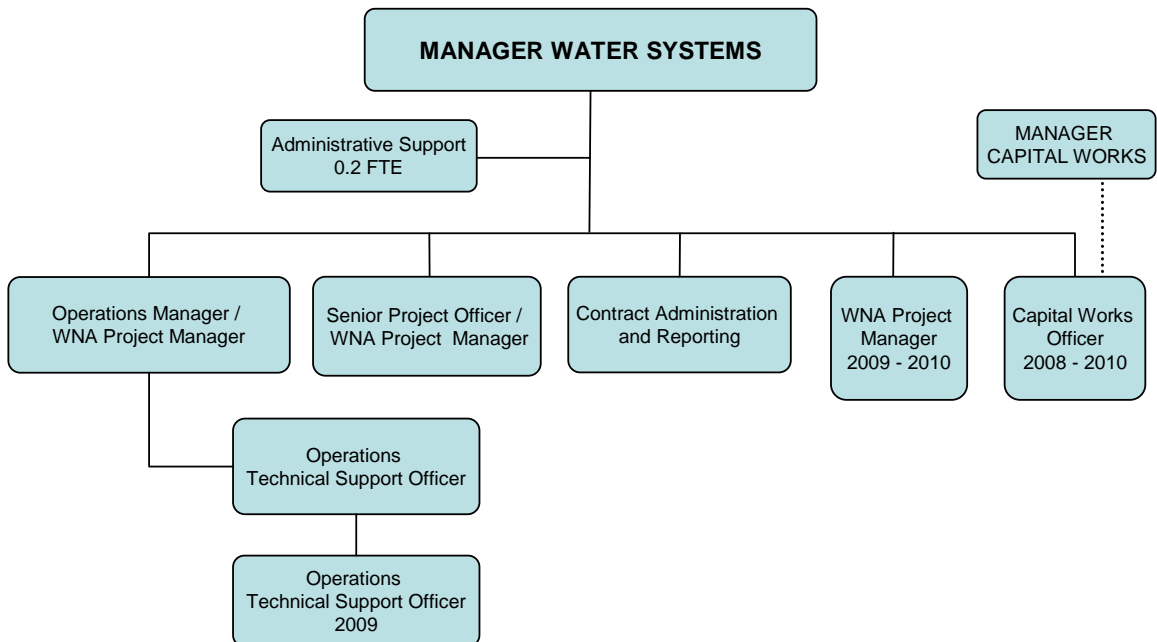 MANAGER WATER SYSTEMS
Administrative Support
0.2 FTE
MANAGER
CAPITAL WORKS
Operations Manager /
WNA Project Manager
Senior Project Officer /
WNA Project Manager
Contract Administration
and Reporting
WNA Project
Manager
2009 - 2010
Capital Works
Officer
2008 - 2010
Operations
Technical Support Officer
Operations
Technical Support Officer
2009